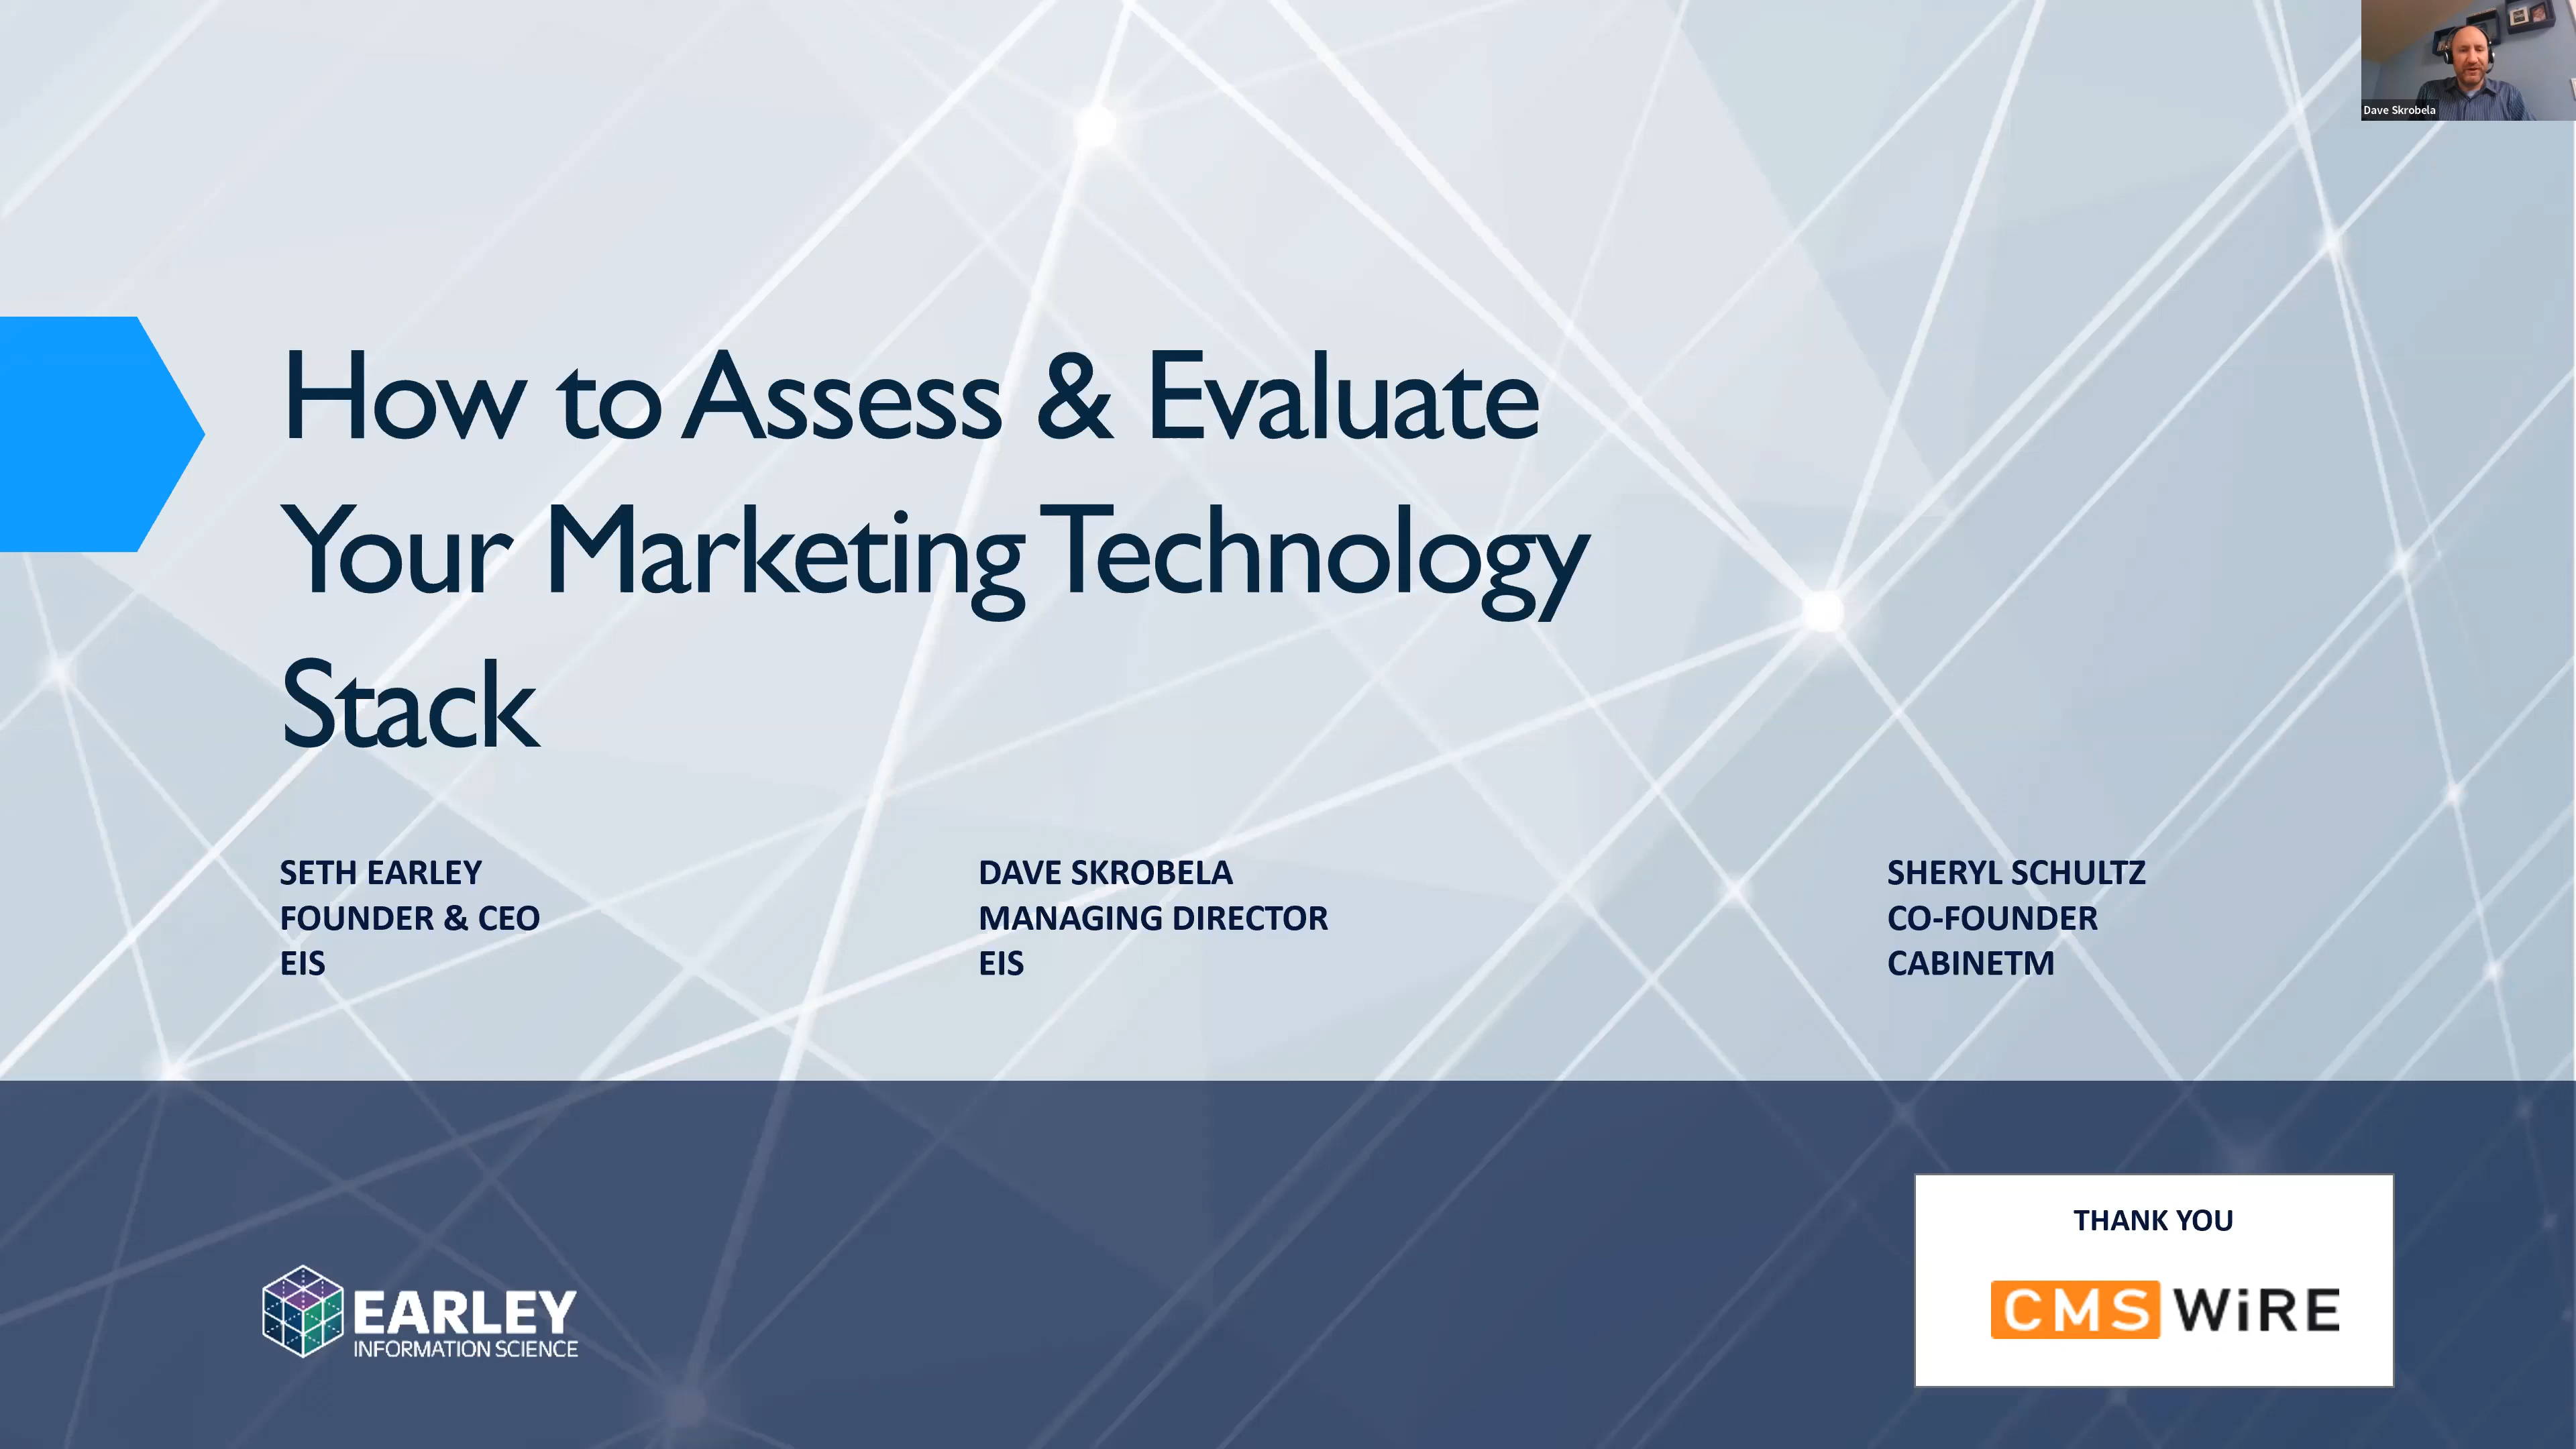 Dave Skrobela
How to Assess & Evaluate
Your Marketing Technology
Stack
SETH EARLEY
FOUNDER & CEO
EIS
DAVE SKROBELA
MANAGING DIRECTOR
EIS
SHERYL SCHULTZ
CO-FOUNDER
CABINETM
EARLEY
INFORMATION SCIENCE
THANK YOU
CMS WiRE